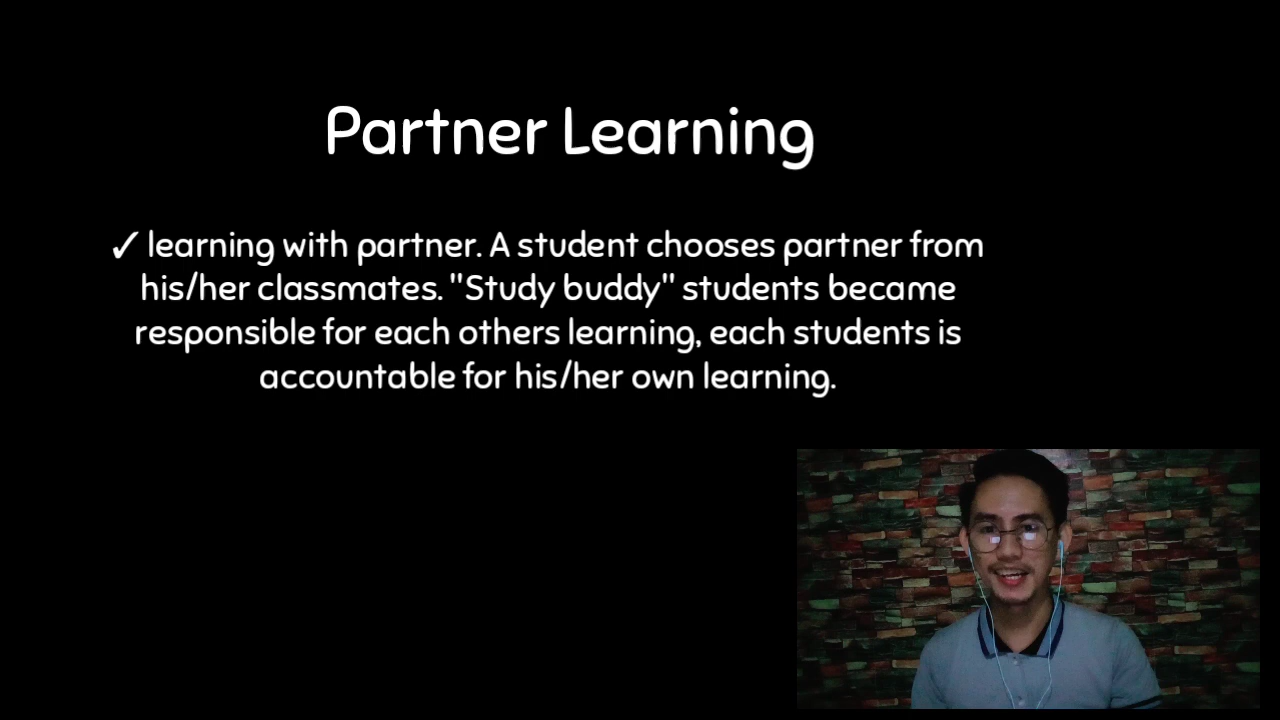 Partner Learning
✓ learning with partner. A student chooses partner from
his/her classmates. "Study buddy" students became
responsible for each others learning, each students is
accountable for his/her own learning.